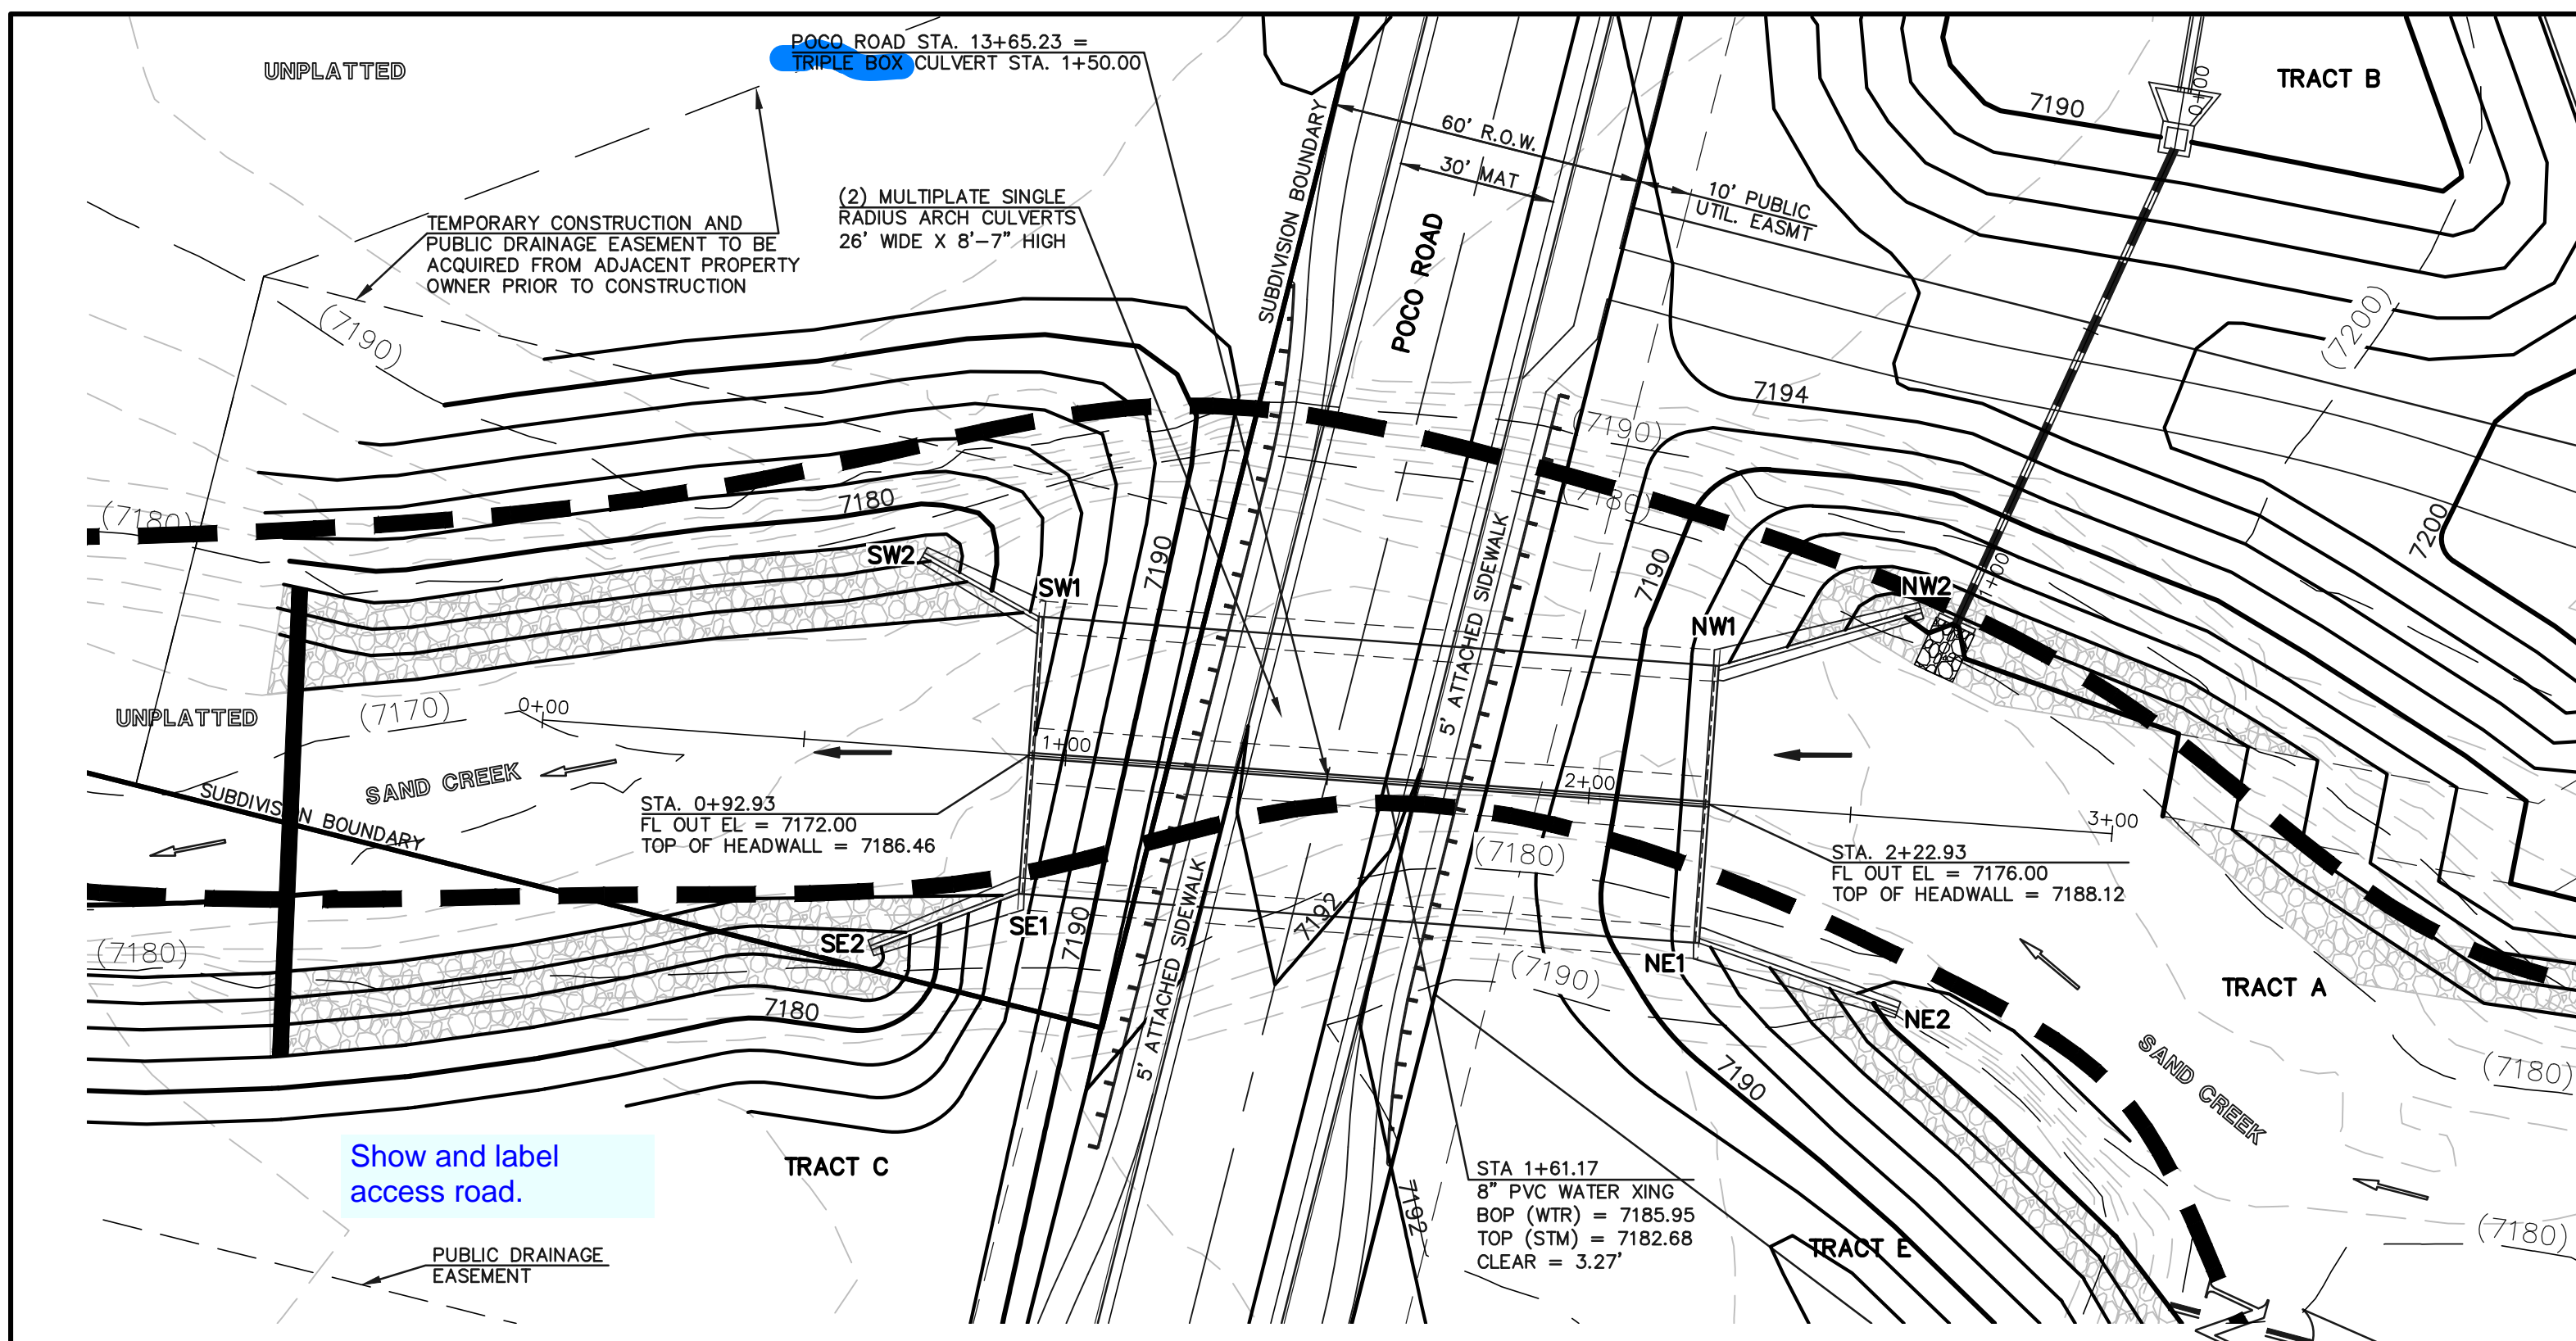 POCO ROAD STA. 13+65.23 =
TRIPLE BOX CULVERT STA. 1+50.00
UNPLATTED
TRACT B
7190
0+00
60' R.O.W.
30' MAT
10' PUBLIC
UTIL. EASMT
SUBDIVISION BOUNDARY
POCO ROAD
(2) MULTIPLATE SINGLE
RADIUS ARCH CULVERTS
26' WIDE X 8'-7" HIGH
TEMPORARY CONSTRUCTION AND
PUBLIC DRAINAGE EASEMENT TO BE
ACQUIRED FROM ADJACENT PROPERTY
OWNER PRIOR TO CONSTRUCTION
(7190)
(7200)
7194
(7190)
(7180)
7180
(7180)
7200
SW2
SW1
7190
5' ATTACHED SIDEWALK
7190
NW1
NW2
1+00
UNPLATTED
(7170)
0+00
1+00
2+00
3+00
SAND CREEK
SUBDIVISION BOUNDARY
STA. 0+92.93
FL OUT EL = 7172.00
TOP OF HEADWALL = 7186.46
(7180)
STA. 2+22.93
FL OUT EL = 7176.00
TOP OF HEADWALL = 7188.12
(7180)
SE2
SE1
7190
7192
5' ATTACHED SIDEWALK
(7190)
NE1
NE2
TRACT A
SAND CREEK
(7180)
7180
7190
Show and label
access road.
TRACT C
STA 1+61.17
8" PVC WATER XING
BOP (WTR) = 7185.95
TOP (STM) = 7182.68
CLEAR = 3.27'
7192
TRACT E
(7180)
PUBLIC DRAINAGE
EASEMENT